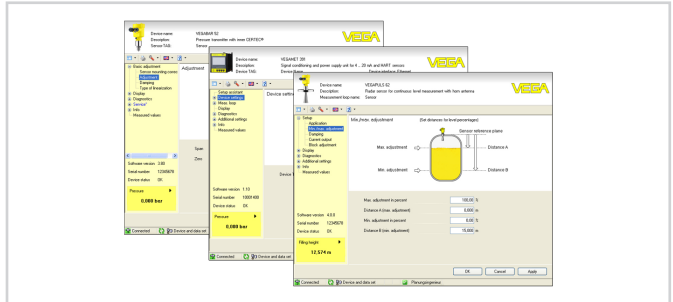 Device name VEGABAR 52
Description Pressure transmitter with inner CERTEC®
Sensor TAG Sensor
VEGA
Basic adjustment
Sensor mounting correc
Adjustment
Damping
Type of linearization
Display
Diagnostics
Service
Info
Measured values
Adjustment
Span
Zero
Software version 3.80
Serial number 12345678
Device status OK
Pressure
0,000 bar
Connected Device and data set
Device name VEGAMET 391
Description Signal conditioning and power supply unit for 4 ... 20 mA and HART sensors
Device TAG Device Name Device interface: Ethernet
VEGA
Setup assistant
Device settings
Meas. loop
Display
Diagnostics
Additional settings
Info
Measured values
Device settin
Device T
Software version 1.10
Serial number
Device status OK
Pressure
0,000 bar
Connected Device and data set
Device name VEGAPULS 62
Description Radar sensor for continuous level measurement with horn antenna
Measurement loop name Sensor
VEGA
Setup
Application
Min./max. adjustment
Damping
Current output
Block adjustment
Display
Diagnostics
Additional settings
Info
Measured values
Min./max. adjustment (Set distances for level percentages)
Sensor reference plane
Max. adjustment Distance A
Min. adjustment Distance B
Max. adjustment in percent 100,00 %
Distance A (max. adjustment) 0,000 m
Min. adjustment in percent 0,00 %
Distance B (min. adjustment) 15,000 m
Software version 4.0.0
Serial number 12345678
Device status OK
Filling height
12,574 m
OK Cancel Apply
Connected Device and data set Planungsingenieur